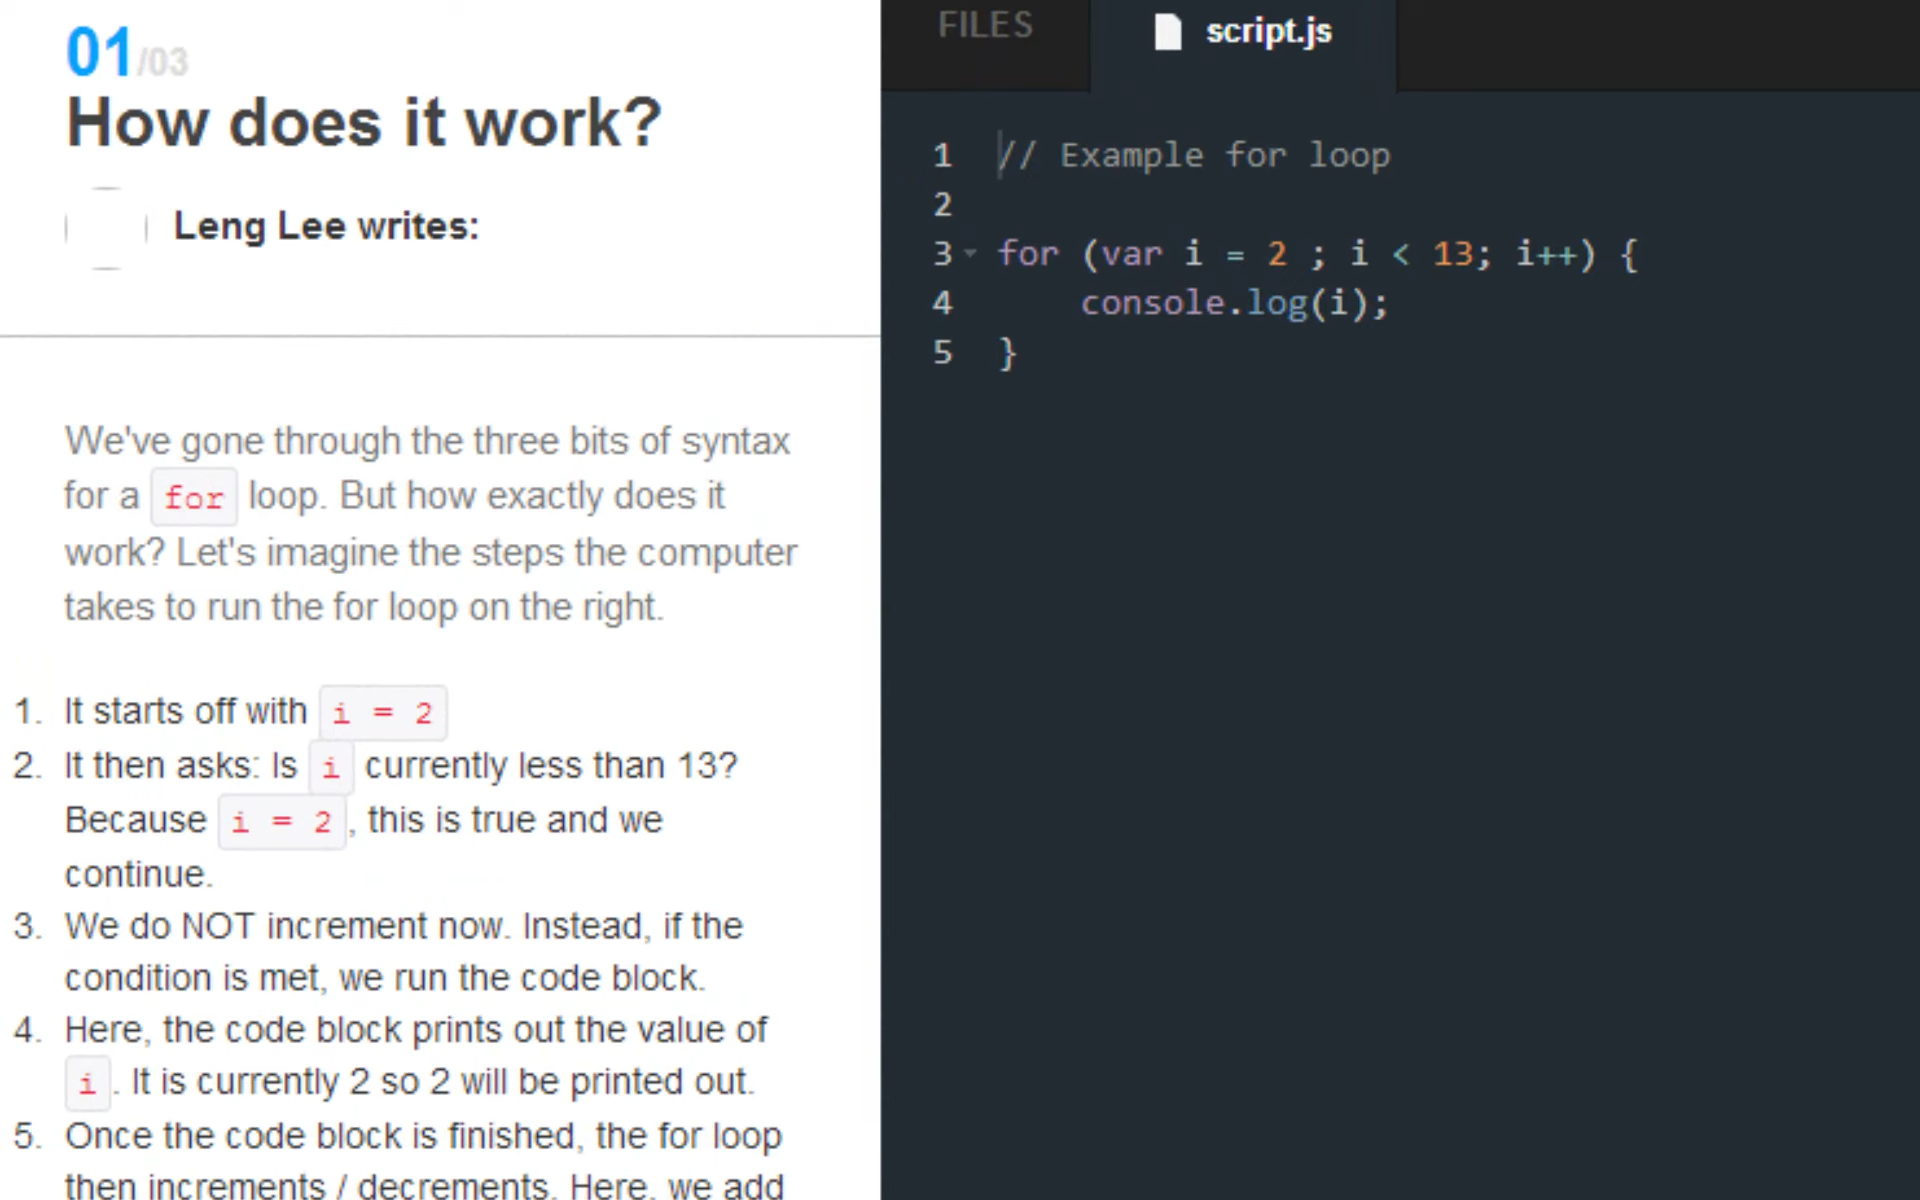 01/03
How does it work?
Leng Lee writes:
We've gone through the three bits of syntax
for a for loop. But how exactly does it
work? Let's imagine the steps the computer
takes to run the for loop on the right.
1. It starts off with i = 2
2. It then asks: Is i currently less than 13?
Because i = 2, this is true and we
continue.
3. We do NOT increment now. Instead, if the
condition is met, we run the code block.
4. Here, the code block prints out the value of
i. It is currently 2 so 2 will be printed out.
5. Once the code block is finished, the for loop
then increments / decrements. Here, we add
FILES
script.js
1 // Example for loop
2
3 for (var i = 2 ; i < 13; i++) {
4     console.log(i);
5 }